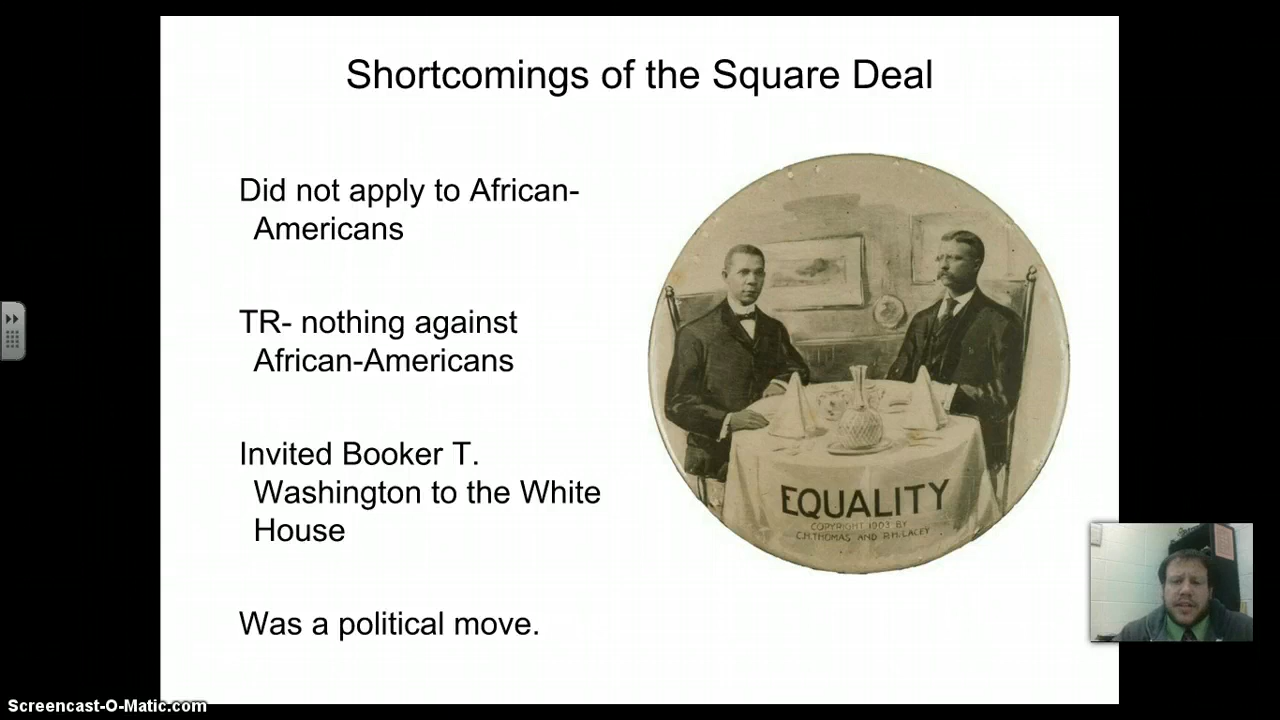 Shortcomings of the Square Deal
Did not apply to African-
Americans
TR- nothing against
African-Americans
Invited Booker T.
Washington to the White
House
Was a political move.
EQUALITY
COPYRIGHT 1903 BY
C.H. THOMAS AND P.H. LACEY
Screencast-O-Matic.com